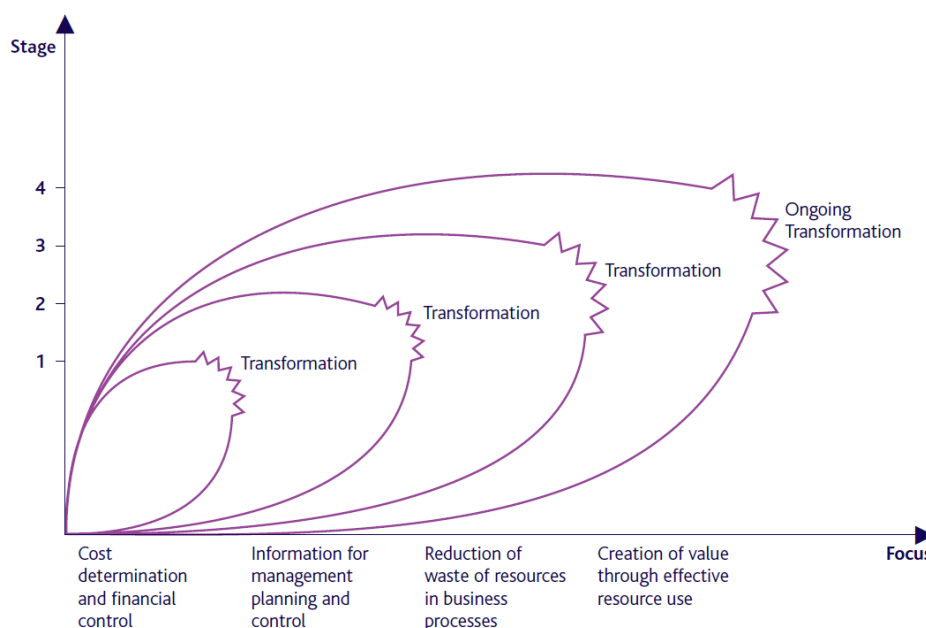 Stage
4
3
2
1
Ongoing
Transformation
Transformation
Transformation
Transformation
Cost
determination
and financial
control
Information for
management
planning and
control
Reduction of
waste of resources
in business
processes
Creation of value
through effective
resource use
Focus